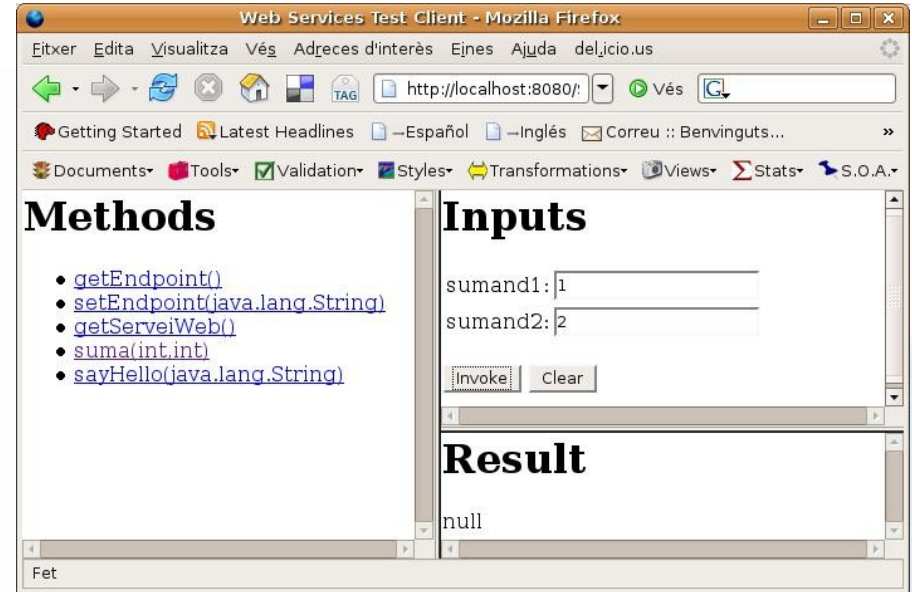 Web Services Test Client - Mozilla Firefox
Fitxer Edita Visualitza Vés Adreces d'interès Eines Ajuda del.icio.us
TAG http://localhost:8080/: Vés G
Getting Started Latest Headlines —Español —Inglés Correu :: Benvinguts... »
Documents Tools Validation Styles Transformations Views Stats S.O.A.
Methods
getEndpoint()
setEndpoint(java.lang.String)
getServeiWeb()
suma(int,int)
sayHello(java.lang.String)
Inputs
sumand1: 1
sumand2: 2
Invoke Clear
Result
null
Fet